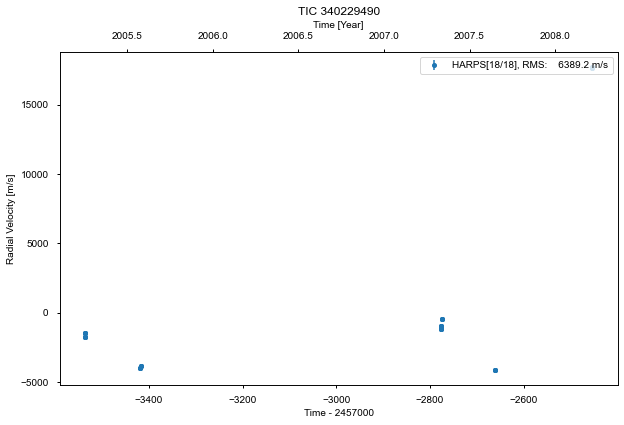 TIC 340229490
Time [Year]
2005.5 2006.0 2006.5 2007.0 2007.5 2008.0
HARPS[18/18], RMS: 6389.2 m/s
15000
10000
5000
0
−5000
Radial Velocity [m/s]
−3400 −3200 −3000 −2800 −2600
Time - 2457000